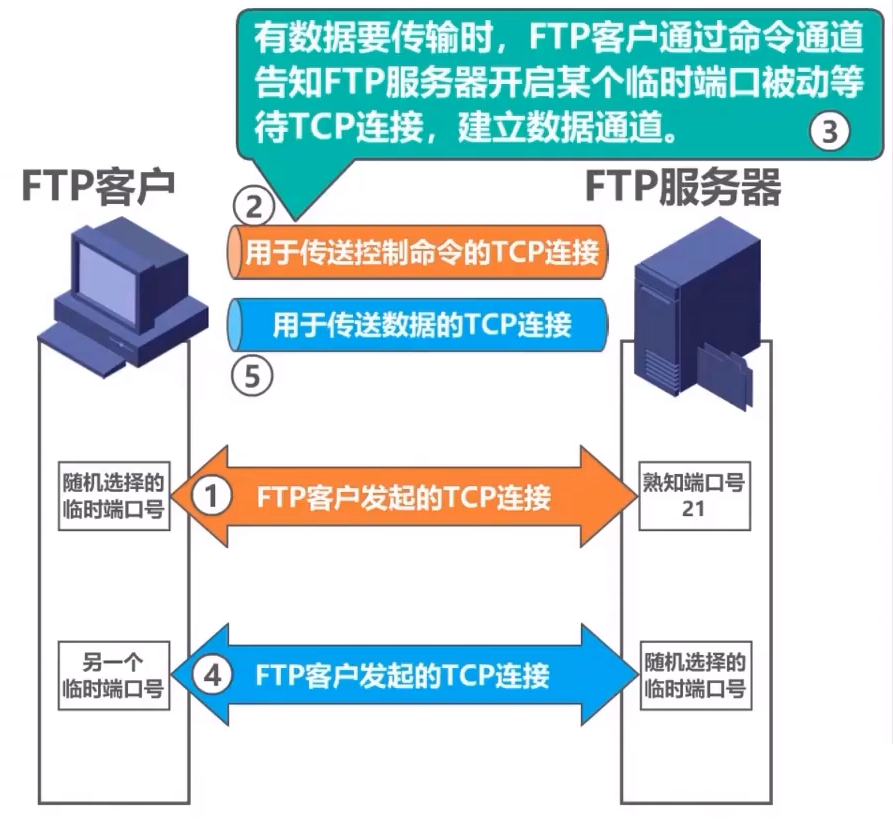 有数据要传输时，FTP客户通过命令通道
告知FTP服务器开启某个临时端口被动等
待TCP连接，建立数据通道。
③
FTP客户
FTP服务器
②
用于传送控制命令的TCP连接
用于传送数据的TCP连接
⑤
随机选择的
临时端口号
①
FTP客户发起的TCP连接
熟知端口号
21
另一个
临时端口号
④
FTP客户发起的TCP连接
随机选择的
临时端口号